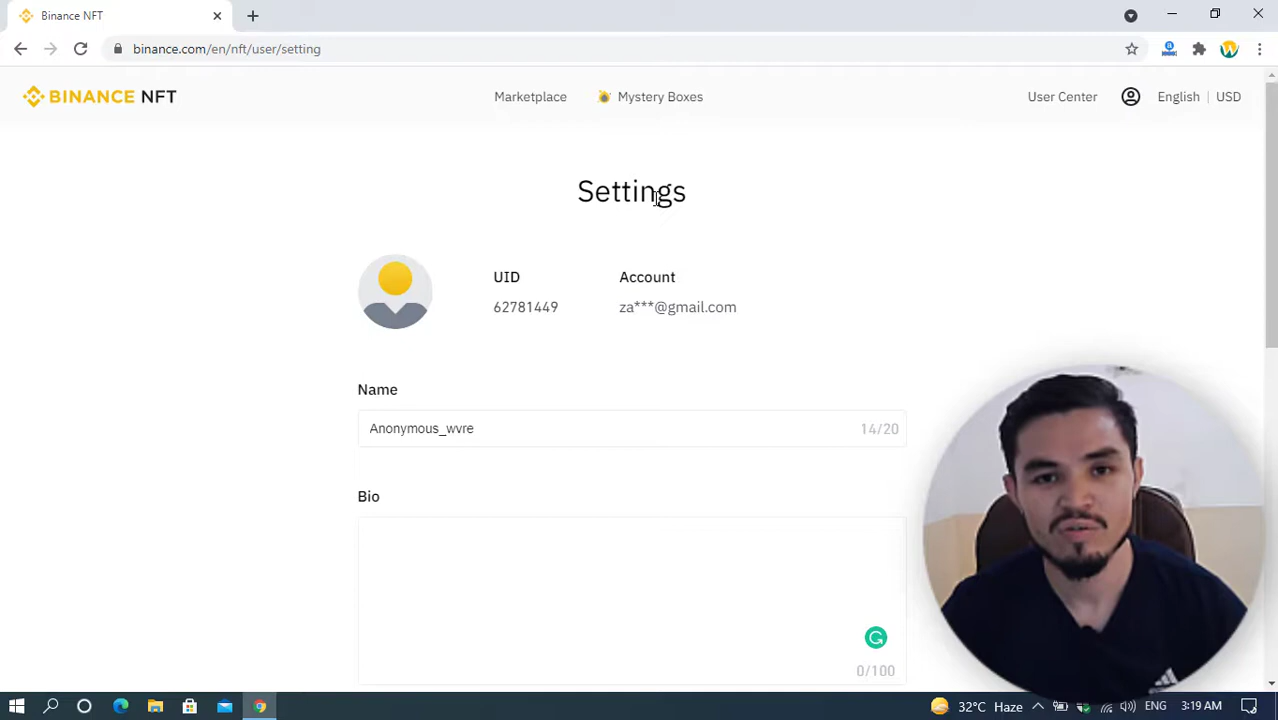 Binance NFT
binance.com/en/nft/user/setting
BINANCE NFT
Marketplace
Mystery Boxes
User Center
English | USD
Settings
UID
Account
62781449
za***@gmail.com
Name
Anonymous_wvre
14/20
Bio
0/100
32°C Haze
ENG
3:19 AM